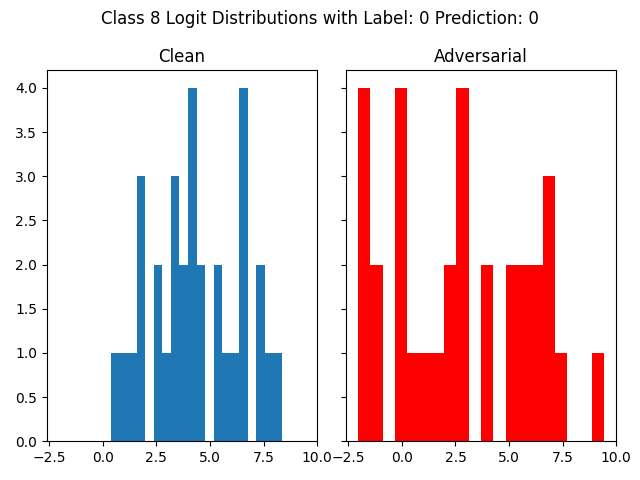 Class 8 Logit Distributions with Label: 0 Prediction: 0
Clean
Adversarial
4.0
3.5
3.0
2.5
2.0
1.5
1.0
0.5
0.0
−2.5 0.0 2.5 5.0 7.5 10.0
−2.5 0.0 2.5 5.0 7.5 10.0